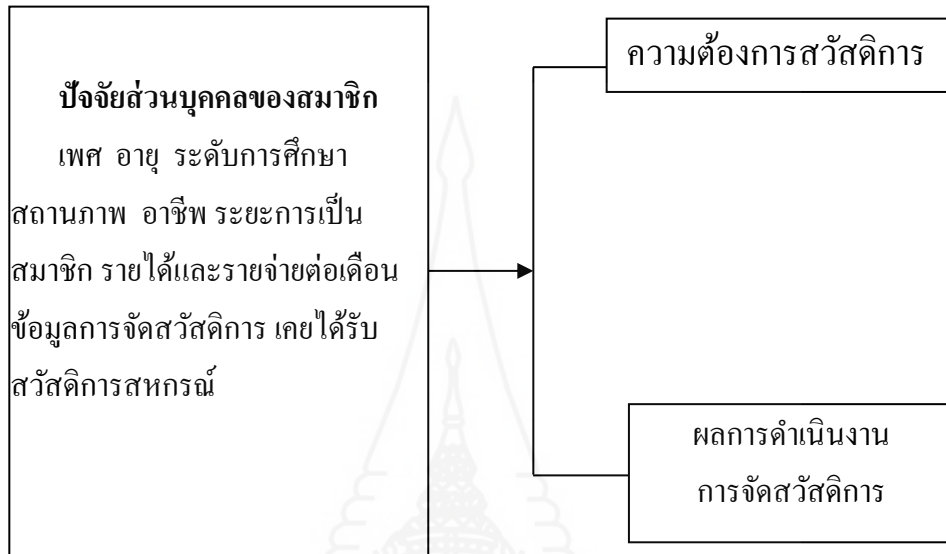 ปัจจัยส่วนบุคคลของสมาชิก
เพศ อายุ ระดับการศึกษา
สถานภาพ อาชีพ ระยะการเป็น
สมาชิก รายได้และรายจ่ายต่อเดือน
ข้อมูลการจัดสวัสดิการ เคยได้รับ
สวัสดิการสหกรณ์
ความต้องการสวัสดิการ
ผลการดำเนินงาน
การจัดสวัสดิการ